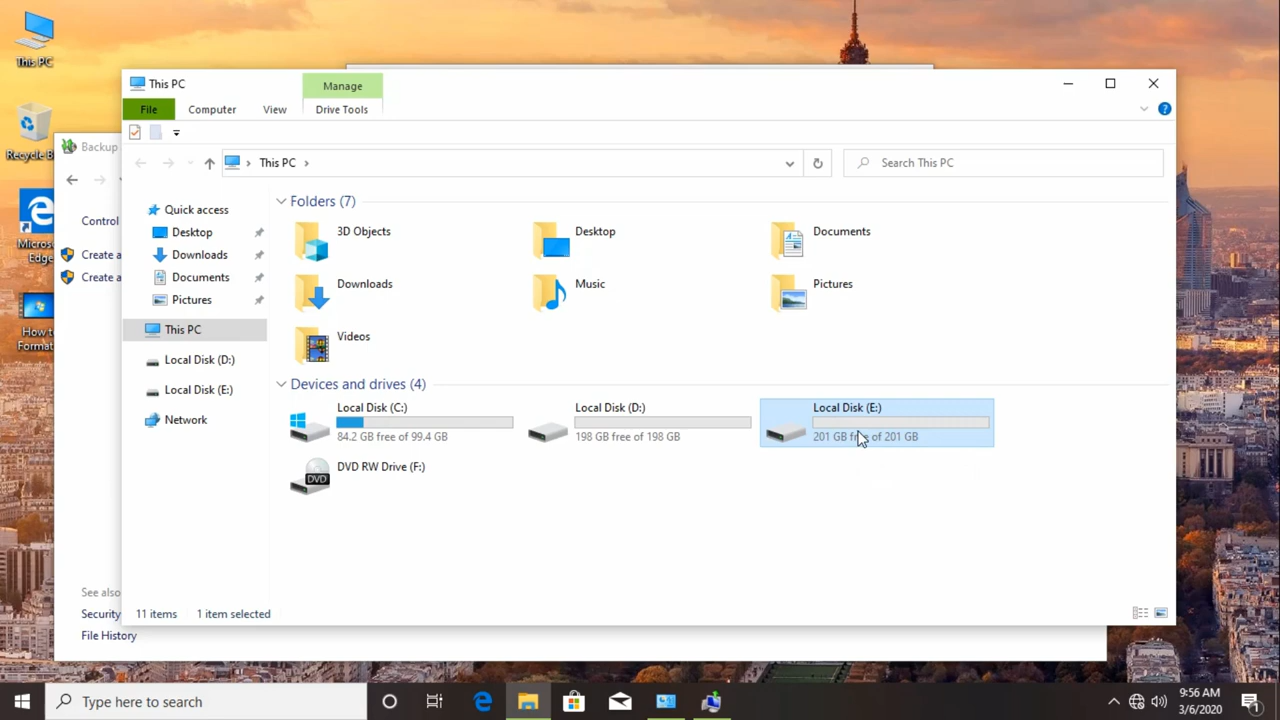 This PC
Recycle B
Microso
Edge
How to
Format
Backup
Control
Create a
Create a
See also
Security
File History
This PC
Manage
File
Computer
View
Drive Tools
This PC
Search This PC
Quick access
Desktop
Downloads
Documents
Pictures
This PC
Local Disk (D:)
Local Disk (E:)
Network
Folders (7)
3D Objects
Desktop
Documents
Downloads
Music
Pictures
Videos
Devices and drives (4)
Local Disk (C:)
84.2 GB free of 99.4 GB
Local Disk (D:)
198 GB free of 198 GB
Local Disk (E:)
201 GB free of 201 GB
DVD
DVD RW Drive (F:)
11 items
1 item selected
Type here to search
9:56 AM
3/6/2020
1